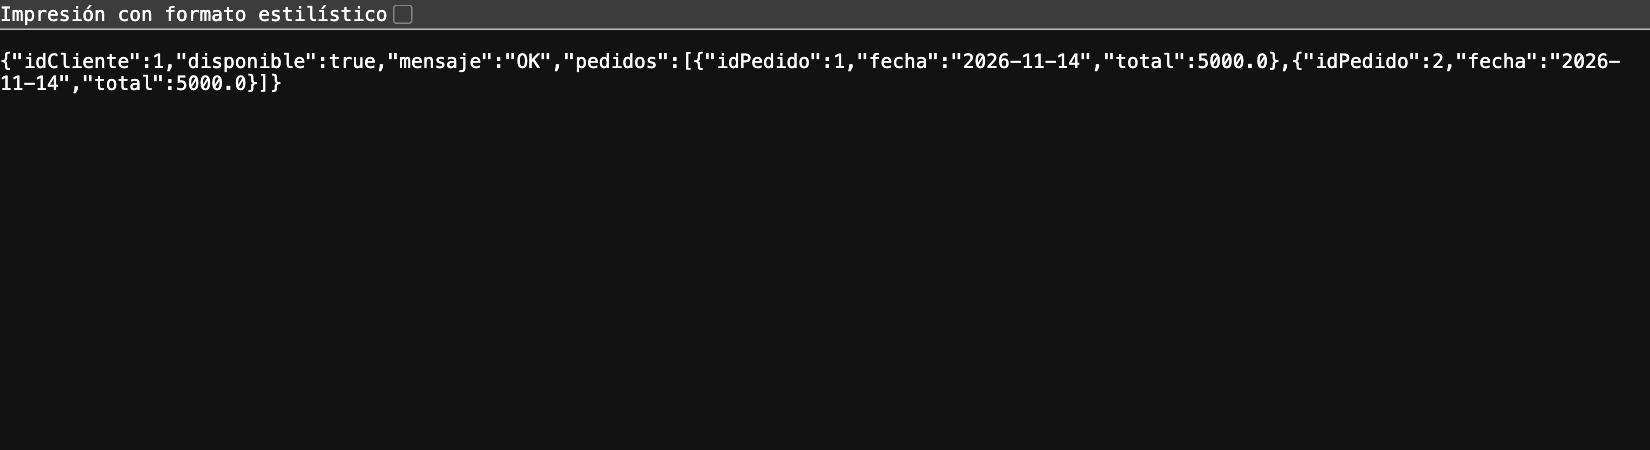 Impresión con formato estilístico
{"idCliente":1,"disponible":true,"mensaje":"OK","pedidos":[{"idPedido":1,"fecha":"2026-11-14","total":5000.0},{"idPedido":2,"fecha":"2026-
11-14","total":5000.0}]}